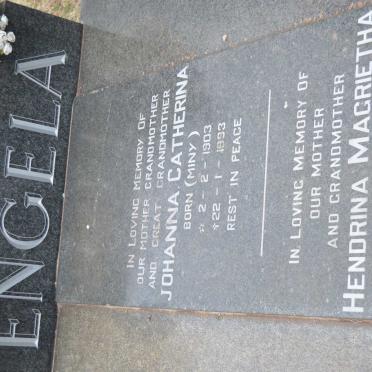 ENGELA
IN LOVING MEMORY OF
OUR MOTHER GRANDMOTHER
AND GREAT GRANDMOTHER
JOHANNA CATHERINA
BORN (MINY)
☆ 2-2-1903
✝ 22-1-1893
REST IN PEACE
IN LOVING MEMORY OF
OUR MOTHER
AND GRANDMOTHER
HENDRINA MAGRIETHA